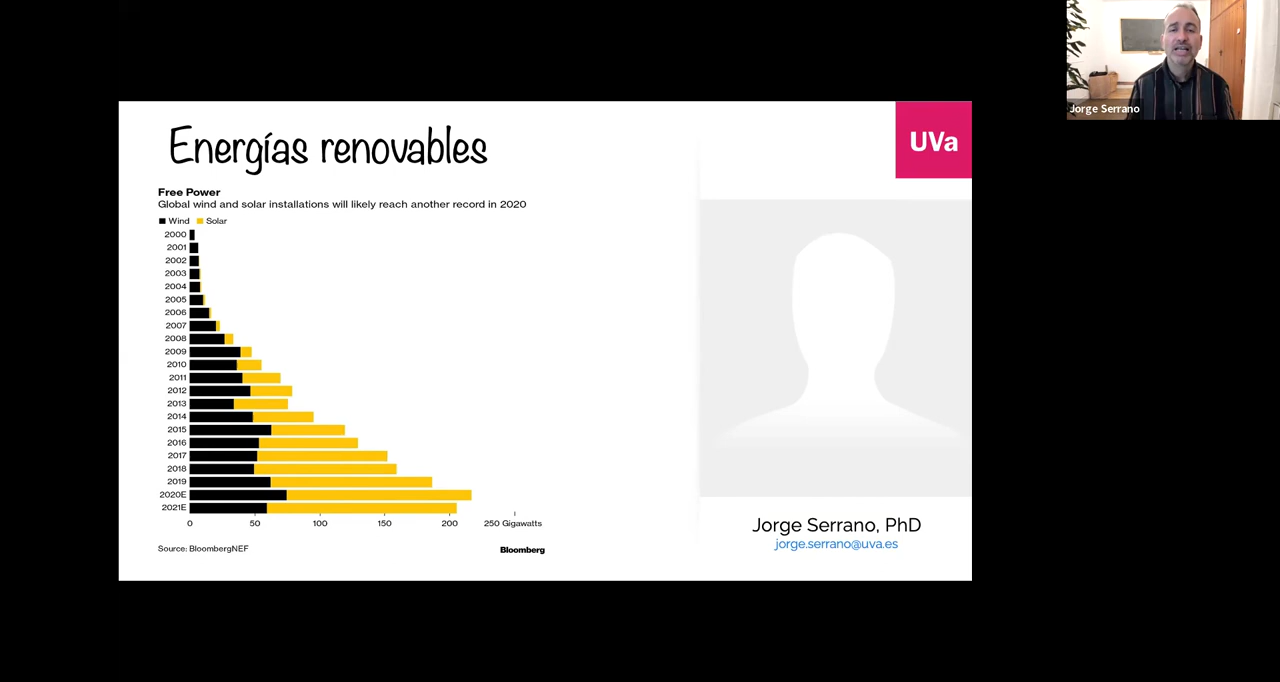 Jorge Serrano
Energías renovables
UVa
Free Power
Global wind and solar installations will likely reach another record in 2020
Wind Solar
2000
2001
2002
2003
2004
2005
2006
2007
2008
2009
2010
2011
2012
2013
2014
2015
2016
2017
2018
2019
2020E
2021E
0 50 100 150 200 250 Gigawatts
Source: BloombergNEF
Bloomberg
Jorge Serrano, PhD
jorge.serrano@uva.es